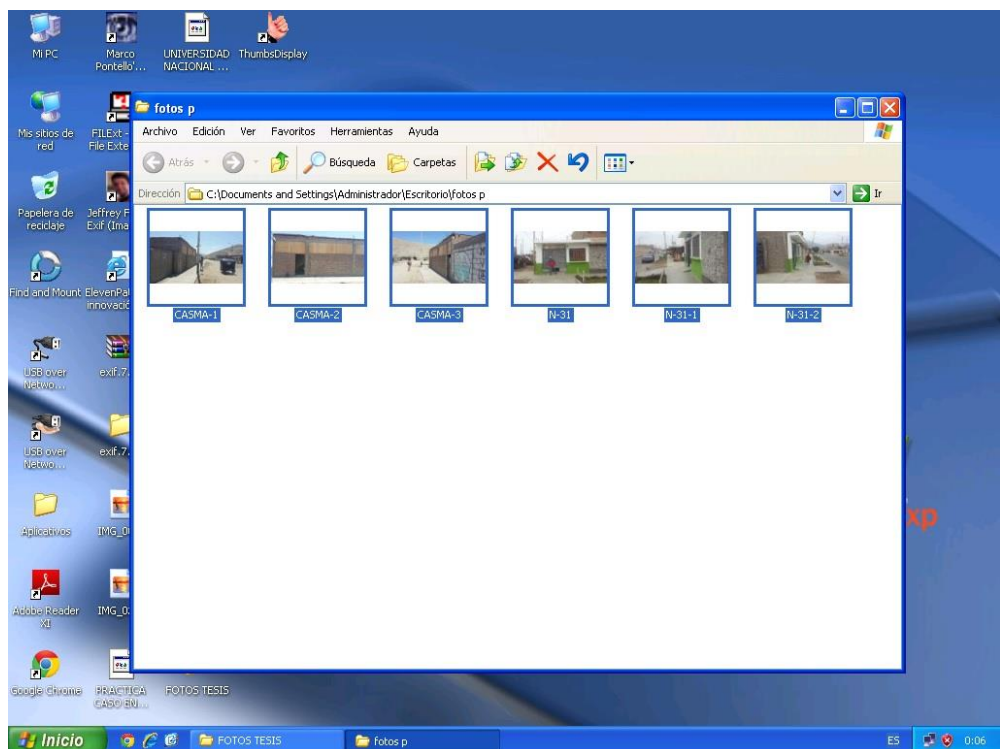 Mi PC
Marco
Pontello'...
UNIVERSIDAD
NACIONAL ...
ThumbsDisplay
Mis sitios de
red
FILExt -
File Exte
Papelera de
reciclaje
Jeffrey F
Exif (Ima
Find and Mount
ElevenPa
innovació
USB over
Netwo...
exif.7.
USB over
Netwo...
exif.7.
Aplicativos
IMG_0
Adobe Reader
XI
IMG_0
Google Chrome
PRACTICA
CASO EN...
FOTOS TESIS
fotos p
Archivo Edición Ver Favoritos Herramientas Ayuda
Atrás Búsqueda Carpetas
Dirección C:\Documents and Settings\Administrador\Escritorio\fotos p Ir
CASMA-1 CASMA-2 CASMA-3 N-31 N-31-1 N-31-2
xp
Inicio FOTOS TESIS fotos p ES 0:06